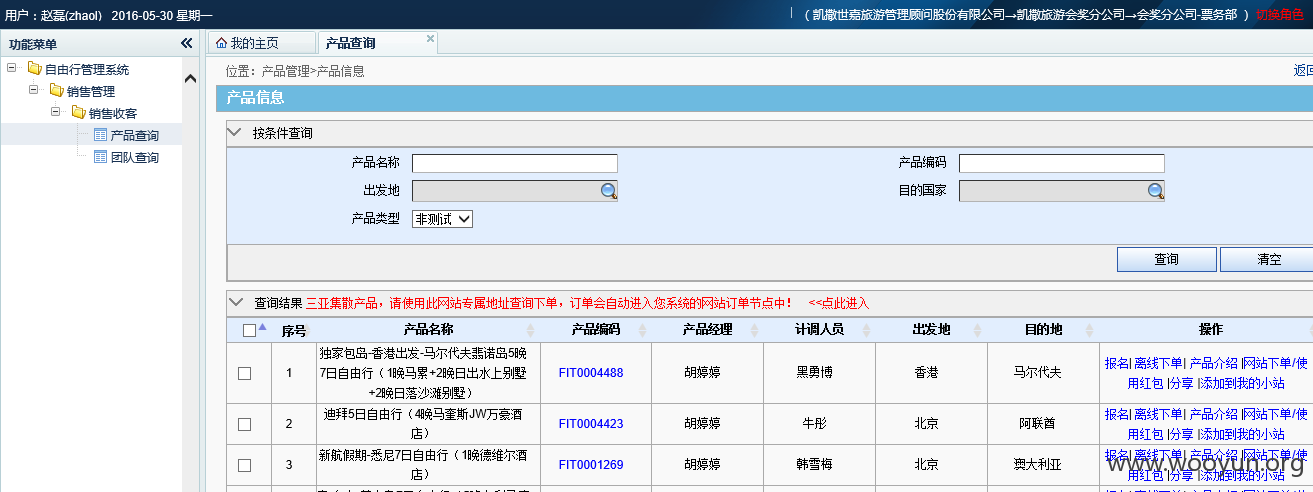 用户：赵磊(zhaol)   2016-05-30 星期一
（ 凯撒世嘉旅游管理顾问股份有限公司→凯撒旅游会奖分公司→会奖分公司-票务部 ） 切换角色
功能菜单
自由行管理系统
销售管理
销售收客
产品查询
团队查询
我的主页
产品查询
位置：产品管理>产品信息
返回
产品信息
按条件查询
产品名称
产品编码
出发地
目的国家
产品类型 非测试
查询 清空
查询结果 三亚集散产品，请使用此网站专属地址查询下单，订单会自动进入您系统的网站订单节点中！ <<点此进入
序号 产品名称 产品编码 产品经理 计调人员 出发地 目的地 操作
独家包岛-香港出发-马尔代夫翡诺岛5晚
7日自由行（1晚马累+2晚日出水上别墅
+2晚日落沙滩别墅）
1 FIT0004488 胡婷婷 黑勇博 香港 马尔代夫
报名| 离线下单| 产品介绍 |网站下单/使
用红包 |分享 |添加到我的小站
迪拜5日自由行（4晚马奎斯JW万豪酒
店）
2 FIT0004423 胡婷婷 牛彤 北京 阿联酋
报名| 离线下单| 产品介绍 |网站下单/使
用红包 |分享 |添加到我的小站
新航假期-悉尼7日自由行（1晚德维尔酒
店）
3 FIT0001269 胡婷婷 韩雪梅 北京 澳大利亚
报名| 离线下单| 产品介绍 |网站下单/使
用红包 |分享 |添加到我的小站
www.wooyun.org